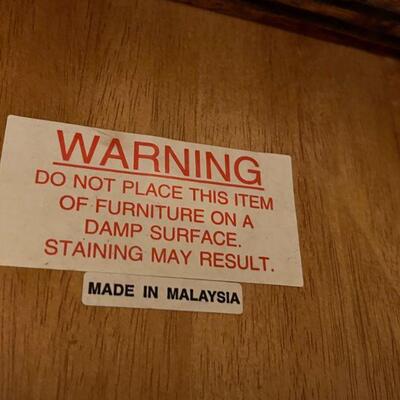 WARNING
DO NOT PLACE THIS ITEM
OF FURNITURE ON A
DAMP SURFACE.
STAINING MAY RESULT.
MADE IN MALAYSIA